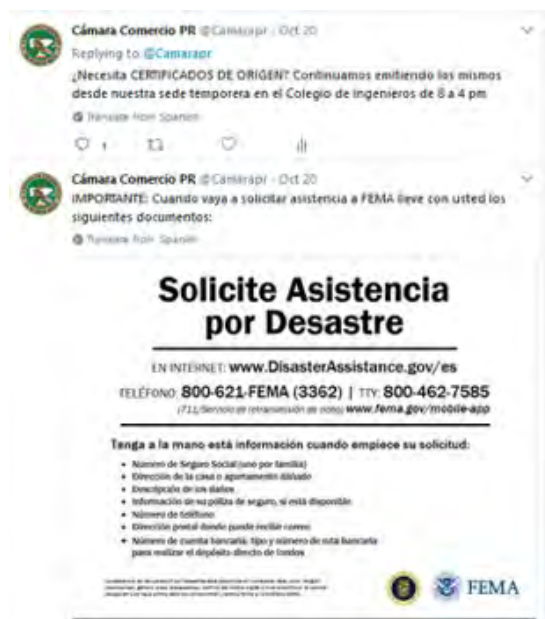 Cámara Comercio PR @Camarapr · Oct 20
Replying to @Camarapr
¿Necesita CERTIFICADOS DE ORIGEN? Continuamos emitiendo los mismos
desde nuestra sede temporera en el Colegio de Ingenieros de 8 a 4 pm
Translate from Spanish
Cámara Comercio PR @Camarapr · Oct 20
IMPORTANTE: Cuando vaya a solicitar asistencia a FEMA lleve con usted los
siguientes documentos:
Translate from Spanish
Solicite Asistencia
por Desastre
EN INTERNET: www.DisasterAssistance.gov/es
TELÉFONO: 800-621-FEMA (3362) | TTY: 800-462-7585
(711/Servicio de retransmisión de video) www.fema.gov/mobile-app
Tenga a la mano está información cuando empiece su solicitud:
• Número de Seguro Social (uno por familia)
• Dirección de la casa o apartamento dañado
• Descripción de los daños
• Información de su póliza de seguro, si está disponible
• Número de teléfono
• Dirección postal donde puede recibir correo
• Número de cuenta bancaria, tipo y número de ruta bancaria
para realizar el depósito directo de fondos
FEMA